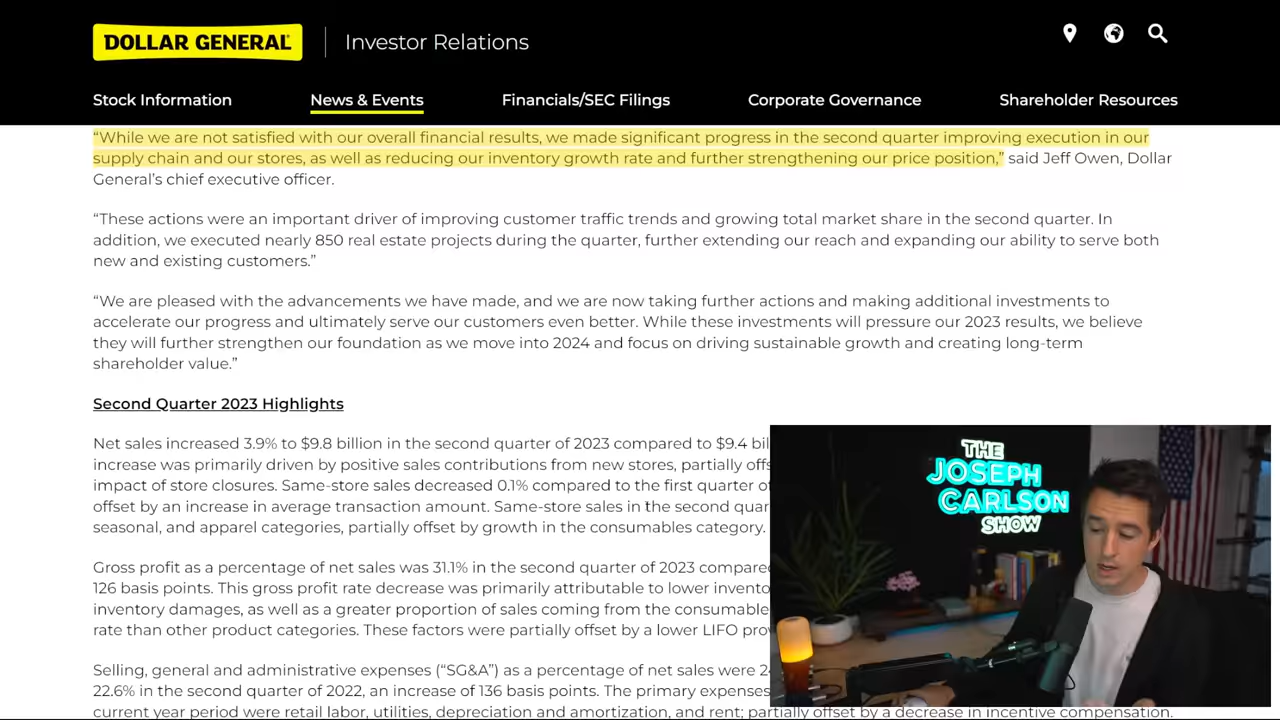 DOLLAR GENERAL
Investor Relations
Stock Information
News & Events
Financials/SEC Filings
Corporate Governance
Shareholder Resources
“While we are not satisfied with our overall financial results, we made significant progress in the second quarter improving execution in our
supply chain and our stores, as well as reducing our inventory growth rate and further strengthening our price position,” said Jeff Owen, Dollar
General’s chief executive officer.
“These actions were an important driver of improving customer traffic trends and growing total market share in the second quarter. In
addition, we executed nearly 850 real estate projects during the quarter, further extending our reach and expanding our ability to serve both
new and existing customers.”
“We are pleased with the advancements we have made, and we are now taking further actions and making additional investments to
accelerate our progress and ultimately serve our customers even better. While these investments will pressure our 2023 results, we believe
they will further strengthen our foundation as we move into 2024 and focus on driving sustainable growth and creating long-term
shareholder value.”
Second Quarter 2023 Highlights
Net sales increased 3.9% to $9.8 billion in the second quarter of 2023 compared to $9.4 bil
increase was primarily driven by positive sales contributions from new stores, partially offs
impact of store closures. Same-store sales decreased 0.1% compared to the first quarter of
offset by an increase in average transaction amount. Same-store sales in the second quar
seasonal, and apparel categories, partially offset by growth in the consumables category.
Gross profit as a percentage of net sales was 31.1% in the second quarter of 2023 compared
126 basis points. This gross profit rate decrease was primarily attributable to lower invento
inventory damages, as well as a greater proportion of sales coming from the consumable
rate than other product categories. These factors were partially offset by a lower LIFO prov
Selling, general and administrative expenses (“SG&A”) as a percentage of net sales were 2
22.6% in the second quarter of 2022, an increase of 136 basis points. The primary expenses
current year period were retail labor, utilities, depreciation and amortization, and rent; partially offset by a decrease in incentive compensation.
THE
JOSEPH
CARLSON
SHOW